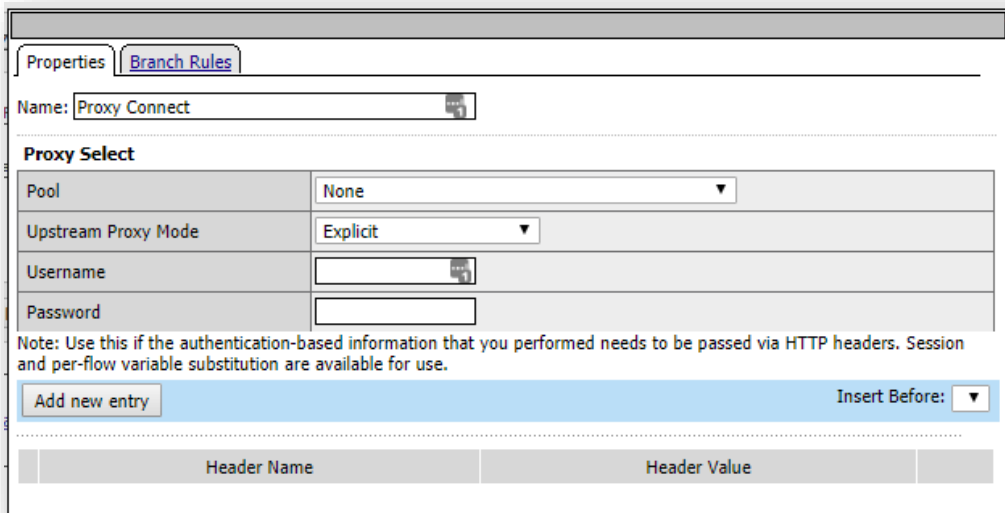 Properties Branch Rules
Name: Proxy Connect
Proxy Select
Pool None
Upstream Proxy Mode Explicit
Username
Password
Note: Use this if the authentication-based information that you performed needs to be passed via HTTP headers. Session
and per-flow variable substitution are available for use.
Add new entry Insert Before:
Header Name Header Value